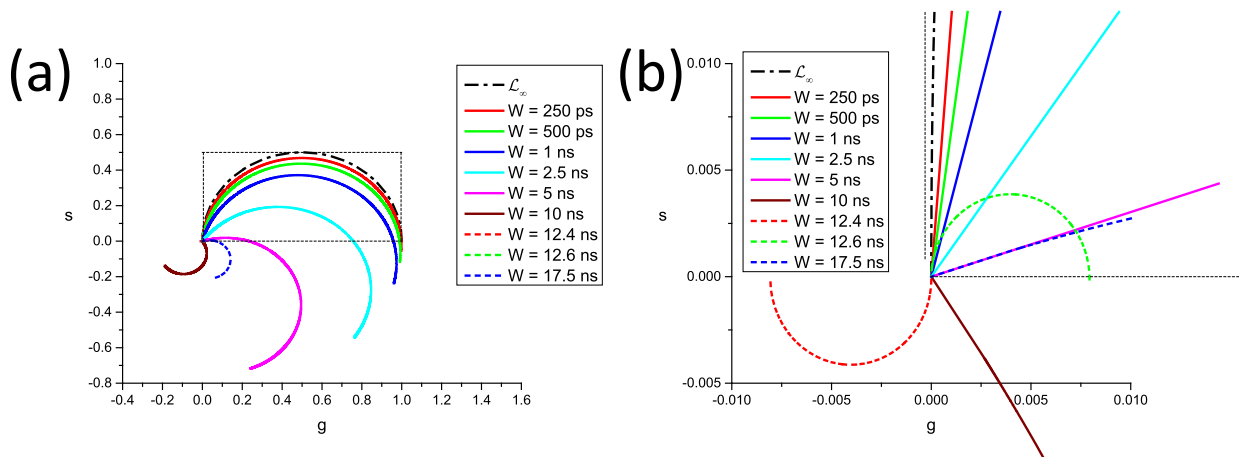 (a)
s
1.0
0.8
0.6
0.4
0.2
0.0
-0.2
-0.4
-0.6
-0.8
-0.4 -0.2 0.0 0.2 0.4 0.6 0.8 1.0 1.2 1.4 1.6
g
ℒ∞
W = 250 ps
W = 500 ps
W = 1 ns
W = 2.5 ns
W = 5 ns
W = 10 ns
W = 12.4 ns
W = 12.6 ns
W = 17.5 ns
(b)
s
0.010
0.005
0.000
-0.005
-0.010 -0.005 0.000 0.005 0.010
g
ℒ∞
W = 250 ps
W = 500 ps
W = 1 ns
W = 2.5 ns
W = 5 ns
W = 10 ns
W = 12.4 ns
W = 12.6 ns
W = 17.5 ns